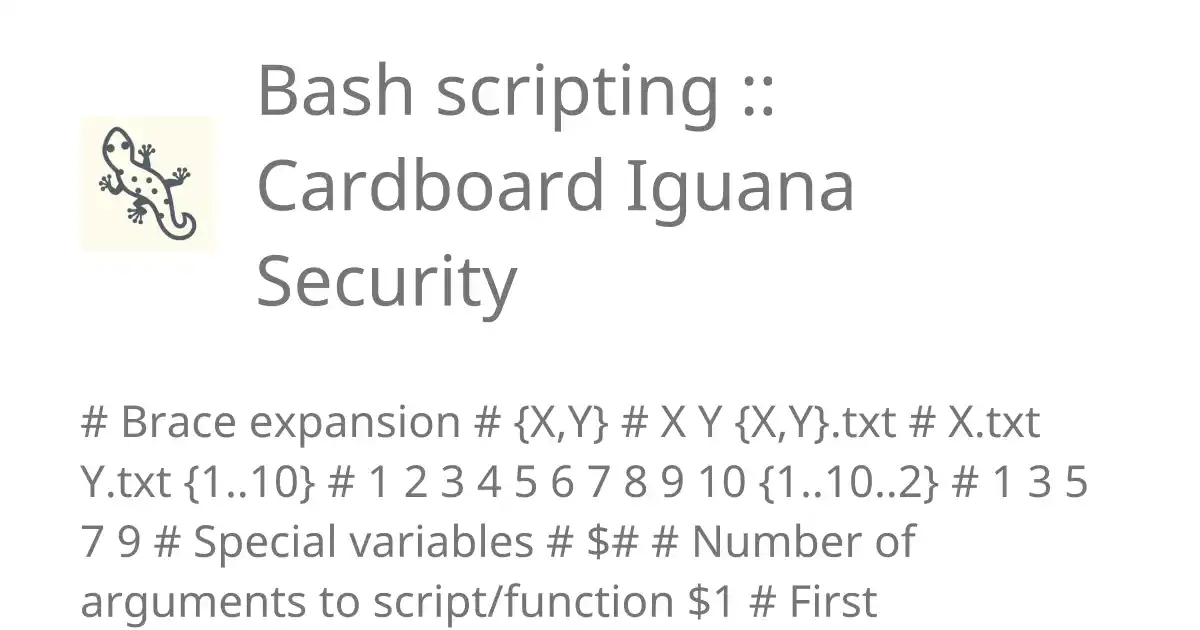 Bash scripting ::
Cardboard Iguana
Security
# Brace expansion # {X,Y} # X Y {X,Y}.txt # X.txt
Y.txt {1..10} # 1 2 3 4 5 6 7 8 9 10 {1..10..2} # 1 3 5
7 9 # Special variables # $# # Number of
arguments to script/function $1 # First